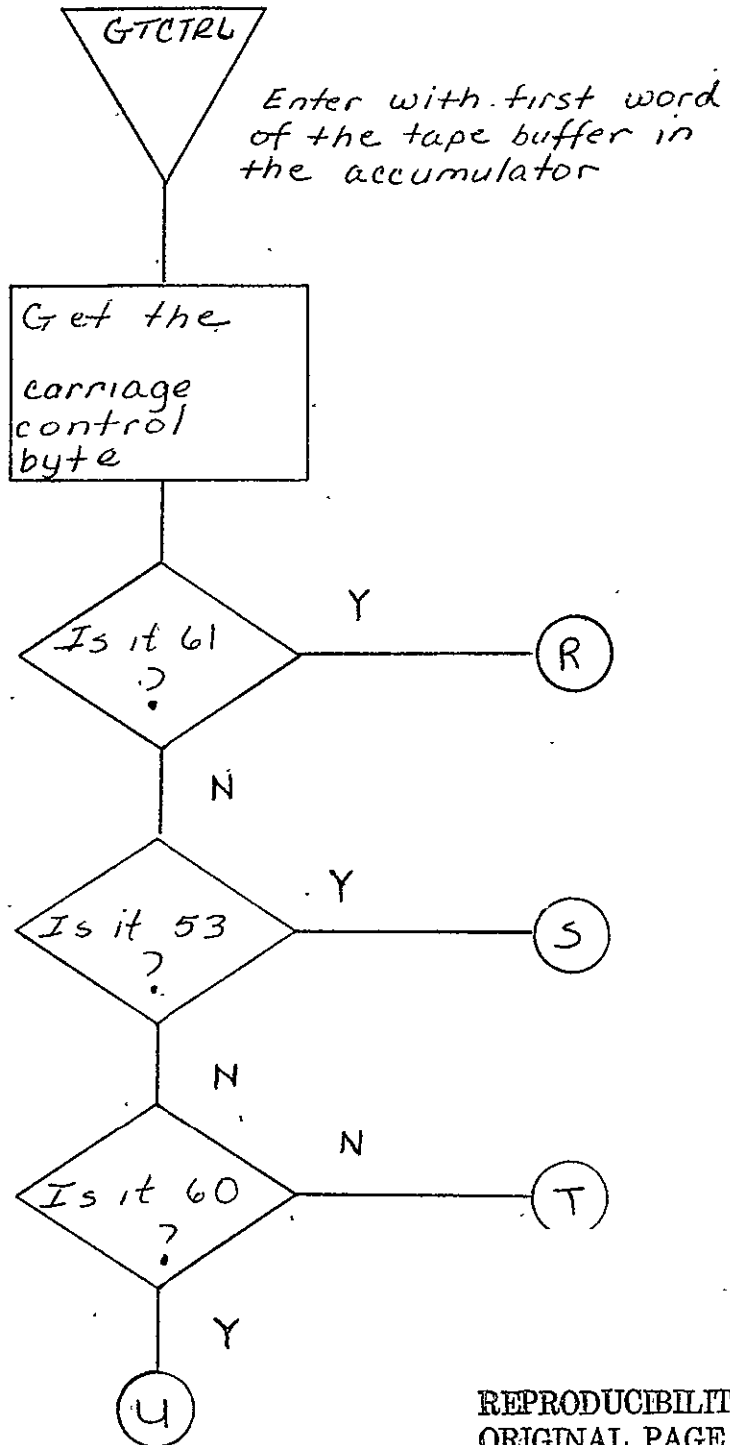 GTCTRL
Enter with first word
of the tape buffer in
the accumulator
Get the
carriage
control
byte
Is it 61
?
Y
R
N
Is it 53
?
Y
S
N
Is it 60
?
N
T
Y
U
ORIGINAL PAGE